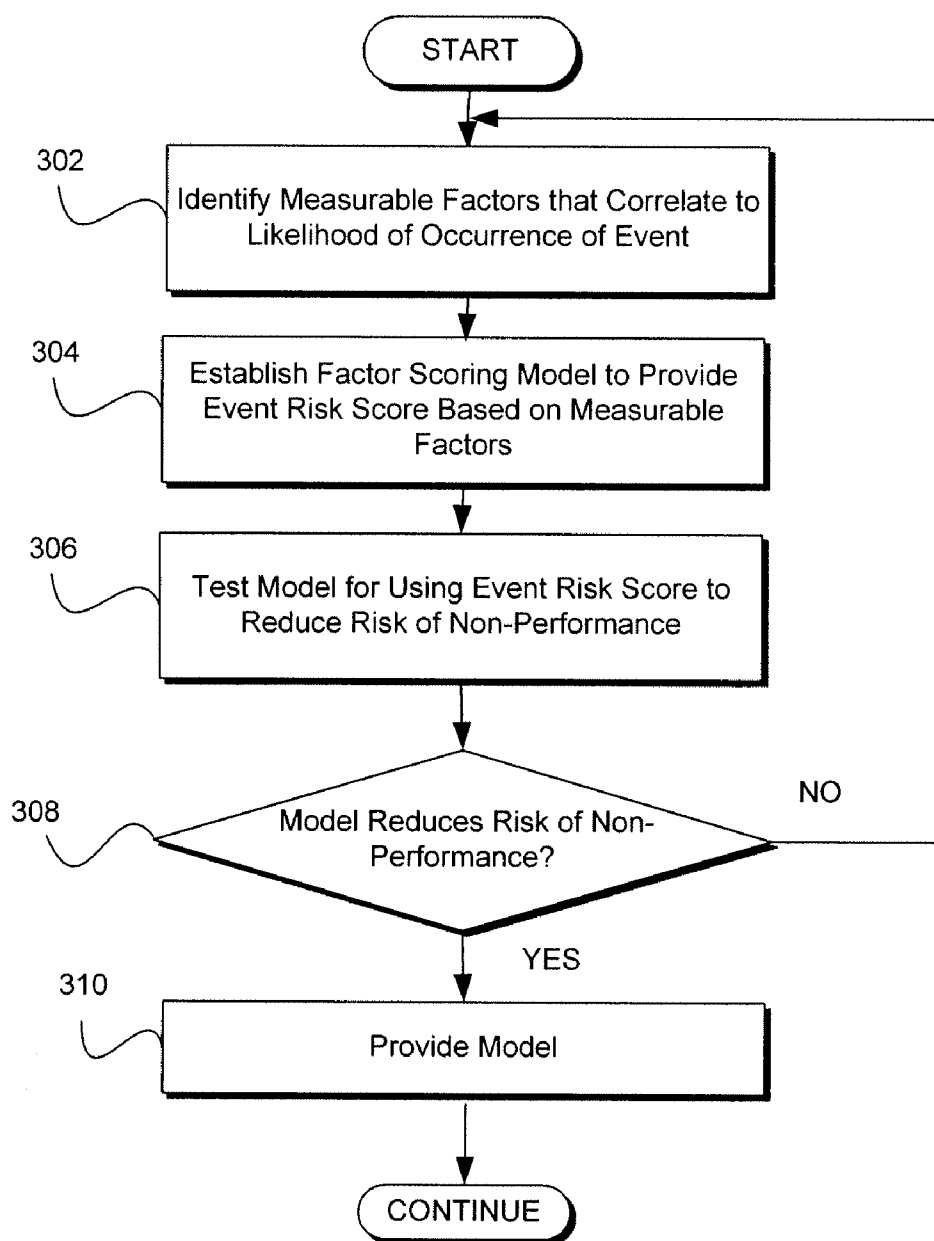 START
302
Identify Measurable Factors that Correlate to
Likelihood of Occurrence of Event
304
Establish Factor Scoring Model to Provide
Event Risk Score Based on Measurable
Factors
306
Test Model for Using Event Risk Score to
Reduce Risk of Non-Performance
308
Model Reduces Risk of Non-
Performance?
NO
YES
310
Provide Model
CONTINUE